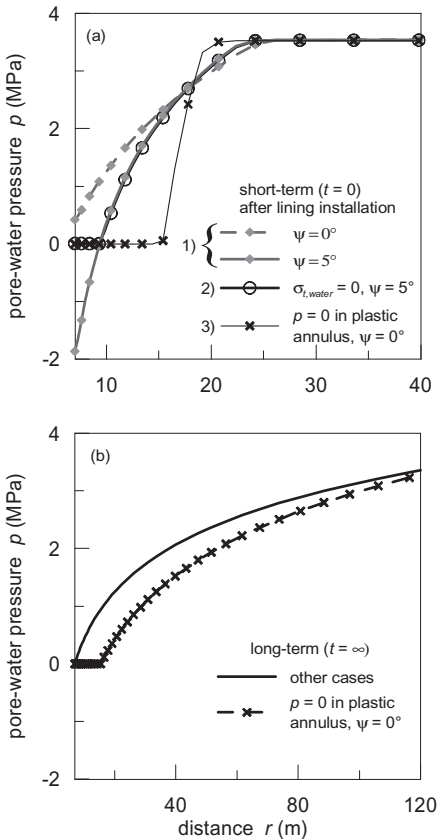 (a)
pore-water pressure p (MPa)
4
2
0
-2
10
20
30
40
short-term (t = 0)
after lining installation
1)
ψ = 0°
ψ = 5°
2)
σt,water = 0, ψ = 5°
3)
p = 0 in plastic
annulus, ψ = 0°
(b)
pore-water pressure p (MPa)
4
2
0
-2
40
80
120
long-term (t = ∞)
other cases
p = 0 in plastic
annulus, ψ = 0°
distance r (m)